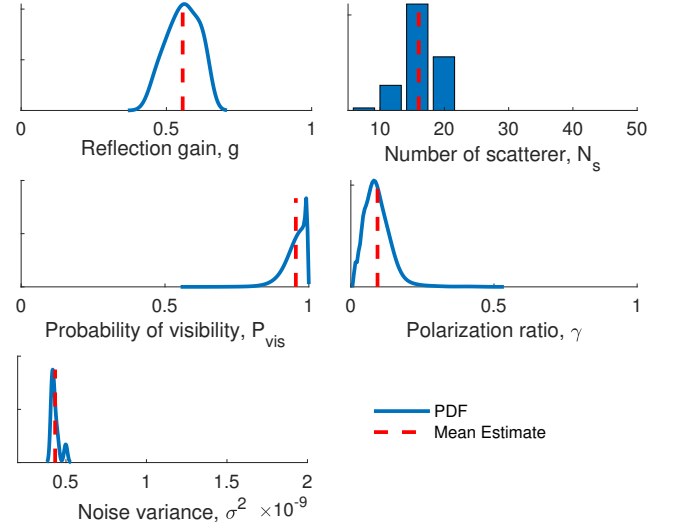 0 0.5 1
Reflection gain, g
10 20 30 40 50
Number of scatterer, N_s
0 0.5 1
Probability of visibility, P_vis
0 0.5 1
Polarization ratio, γ
0.5 1 1.5 2
Noise variance, σ² ×10⁻⁹
PDF
Mean Estimate